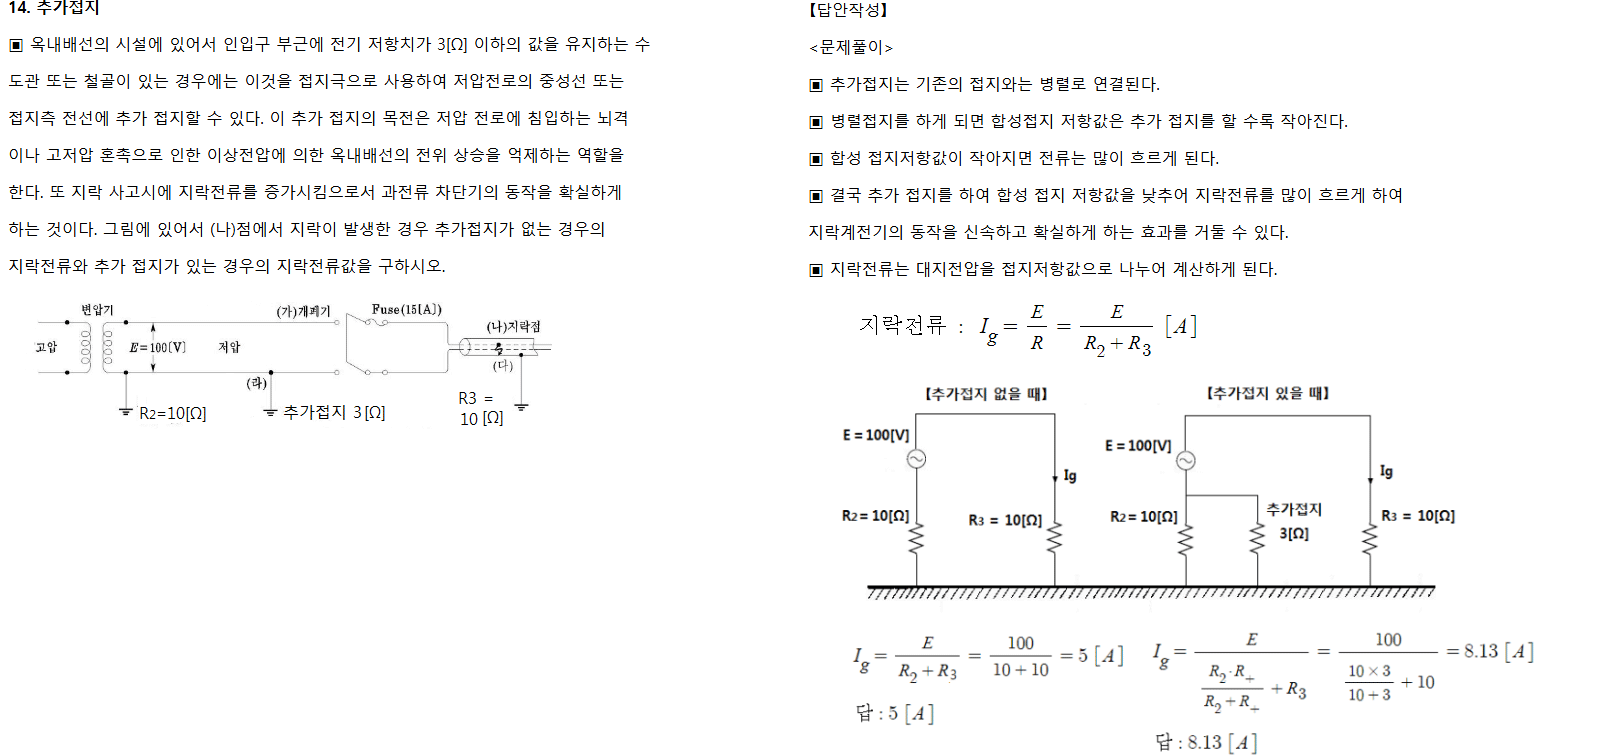 14. 추가접지
▣ 옥내배선의 시설에 있어서 인입구 부근에 전기 저항치가 3[Ω] 이하의 값을 유지하는 수
도관 또는 철골이 있는 경우에는 이것을 접지극으로 사용하여 저압전로의 중성선 또는
접지측 전선에 추가 접지할 수 있다. 이 추가 접지의 목전은 저압 전로에 침입하는 뇌격
이나 고저압 혼촉으로 인한 이상전압에 의한 옥내배선의 전위 상승을 억제하는 역할을
한다. 또 지락 사고시에 지락전류를 증가시킴으로서 과전류 차단기의 동작을 확실하게
하는 것이다. 그림에 있어서 (나)점에서 지락이 발생한 경우 추가접지가 없는 경우의
지락전류와 추가 접지가 있는 경우의 지락전류값을 구하시오.
변압기
(가)개폐기
Fuse(15[A])
(나)지락점
고압
E=100[V]
저압
(다)
(라)
R2=10[Ω]
추가접지 3[Ω]
R3 =
10 [Ω]
【답안작성】
<문제풀이>
▣ 추가접지는 기존의 접지와는 병렬로 연결된다.
▣ 병렬접지를 하게 되면 합성접지 저항값은 추가 접지를 할 수록 작아진다.
▣ 합성 접지저항값이 작아지면 전류는 많이 흐르게 된다.
▣ 결국 추가 접지를 하여 합성 접지 저항값을 낮추어 지락전류를 많이 흐르게 하여
지락계전기의 동작을 신속하고 확실하게 하는 효과를 거둘 수 있다.
▣ 지락전류는 대지전압을 접지저항값으로 나누어 계산하게 된다.
지락전류 : I_g = E/R = E/(R₂+R₃) [A]
【추가접지 없을 때】
E = 100[V]
Ig
R2 = 10[Ω]
R3 = 10[Ω]
【추가접지 있을 때】
E = 100[V]
Ig
R2 = 10[Ω]
추가접지
3[Ω]
R3 = 10[Ω]
I_g = E/(R₂+R₃) = 100/(10+10) = 5 [A]
답 : 5 [A]
I_g = E/((R₂·R₊)/(R₂+R₊) + R₃) = 100/((10×3)/(10+3) + 10) = 8.13 [A]
답 : 8.13 [A]